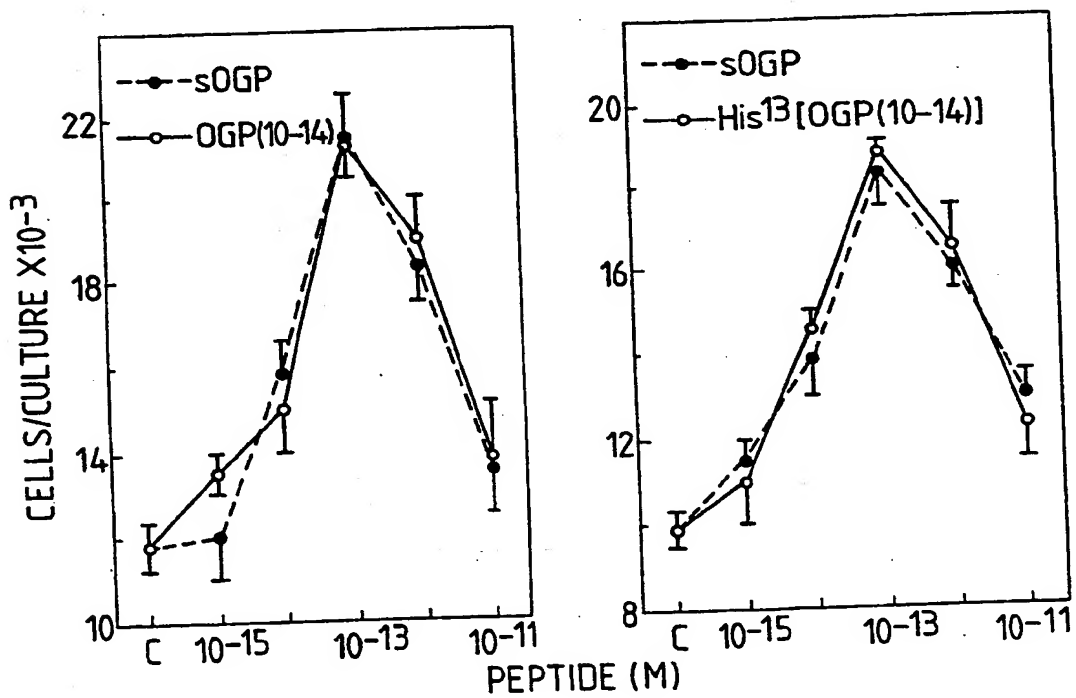 sOGP
OGP(10-14)
22
18
14
10
CELLS/CULTURE X10-3
C 10-15 10-13 10-11
sOGP
His13[OGP(10-14)]
20
16
12
8
C 10-15 10-13 10-11
PEPTIDE (M)